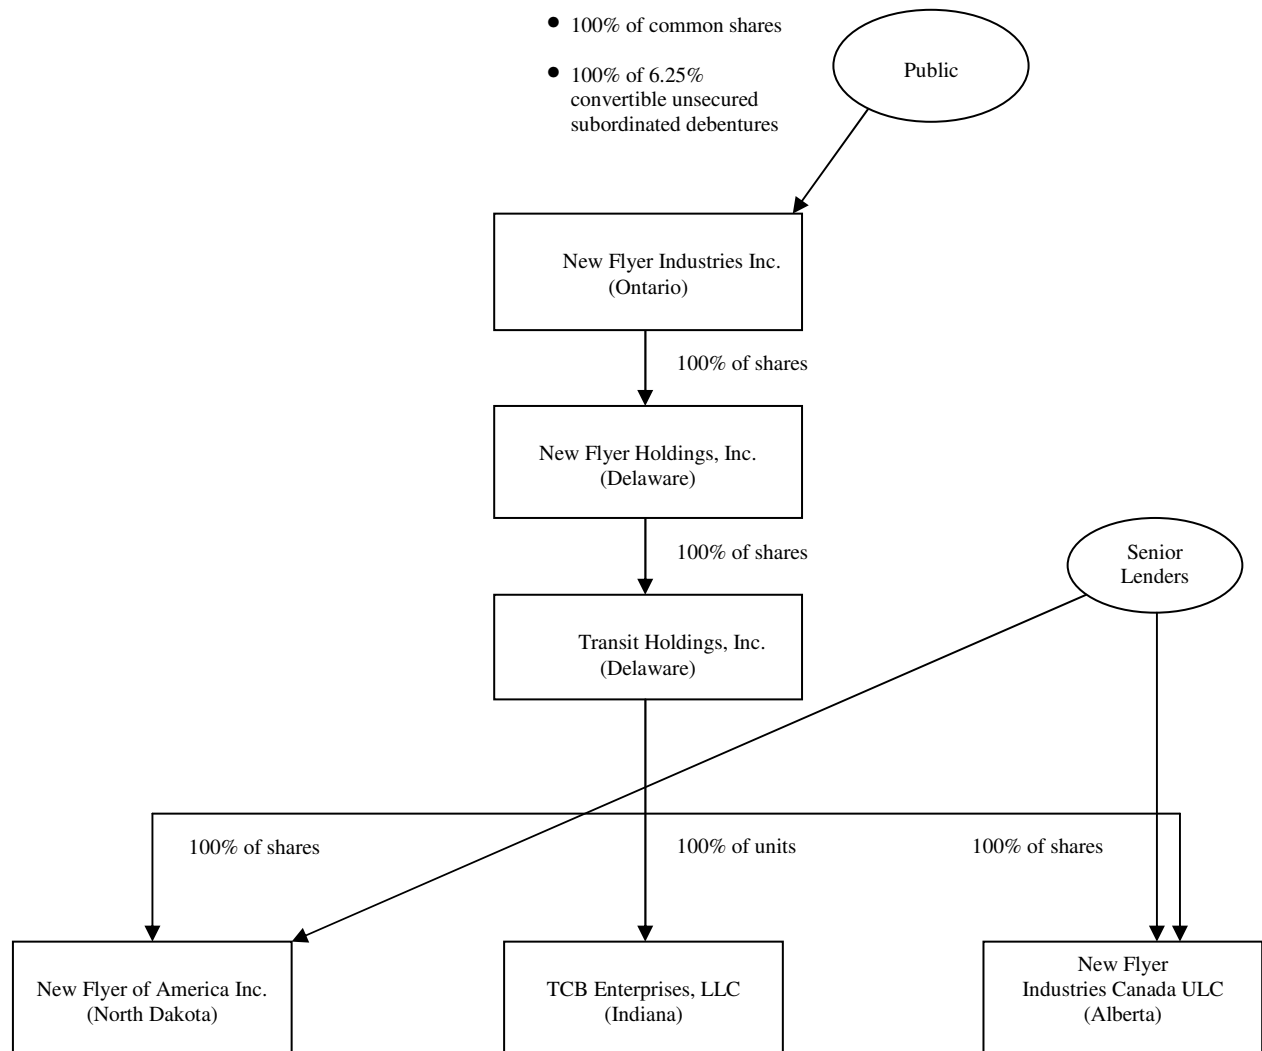 ● 100% of common shares
● 100% of 6.25%
convertible unsecured
subordinated debentures
Public
New Flyer Industries Inc.
(Ontario)
100% of shares
New Flyer Holdings, Inc.
(Delaware)
100% of shares
Senior
Lenders
Transit Holdings, Inc.
(Delaware)
100% of shares
100% of units
100% of shares
New Flyer of America Inc.
(North Dakota)
TCB Enterprises, LLC
(Indiana)
New Flyer
Industries Canada ULC
(Alberta)